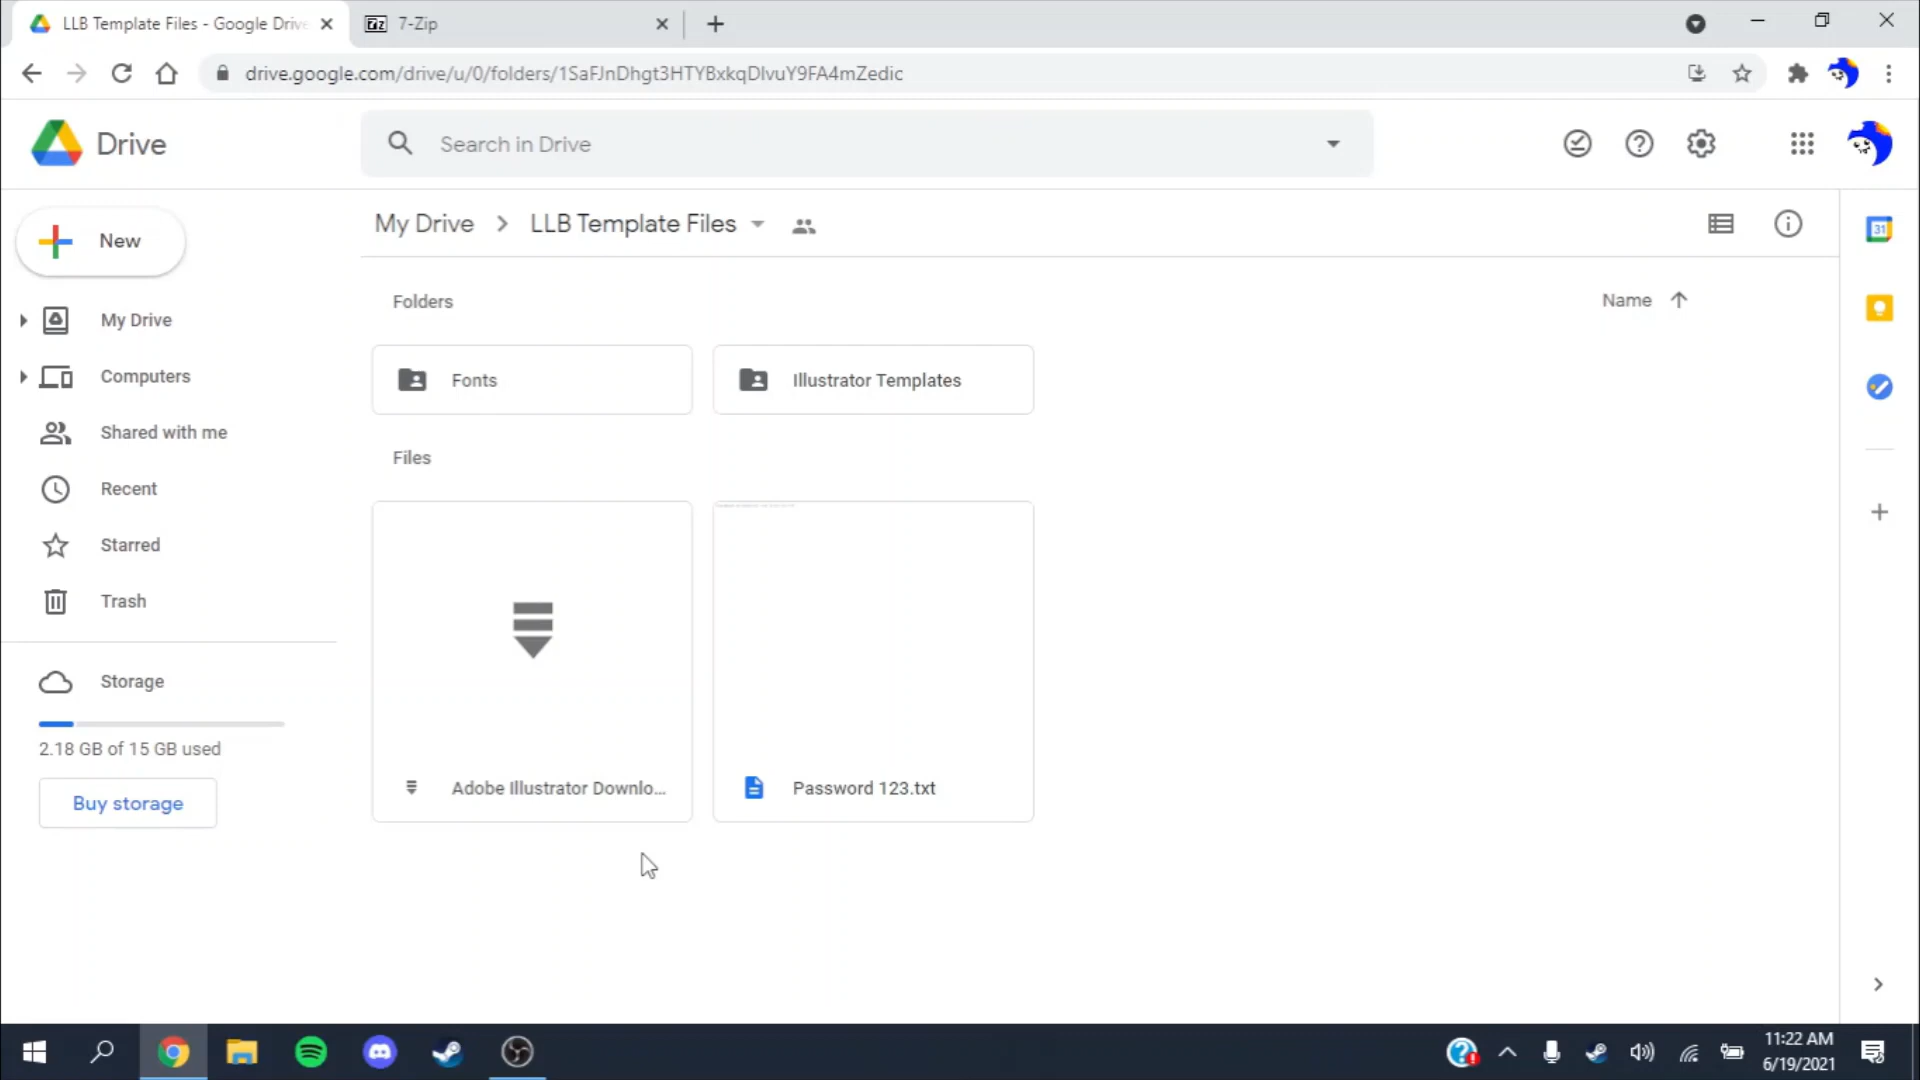 LLB Template Files - Google Drive
7-Zip
drive.google.com/drive/u/0/folders/1SaFJnDhgt3HTYBxkqDlvuY9FA4mZedic
Drive
Search in Drive
New
My Drive
LLB Template Files
31
My Drive
Computers
Shared with me
Recent
Starred
Trash
Storage
2.18 GB of 15 GB used
Buy storage
Folders
Name
Fonts
Illustrator Templates
Files
Adobe Illustrator Downlo...
Password 123.txt
11:22 AM
6/19/2021